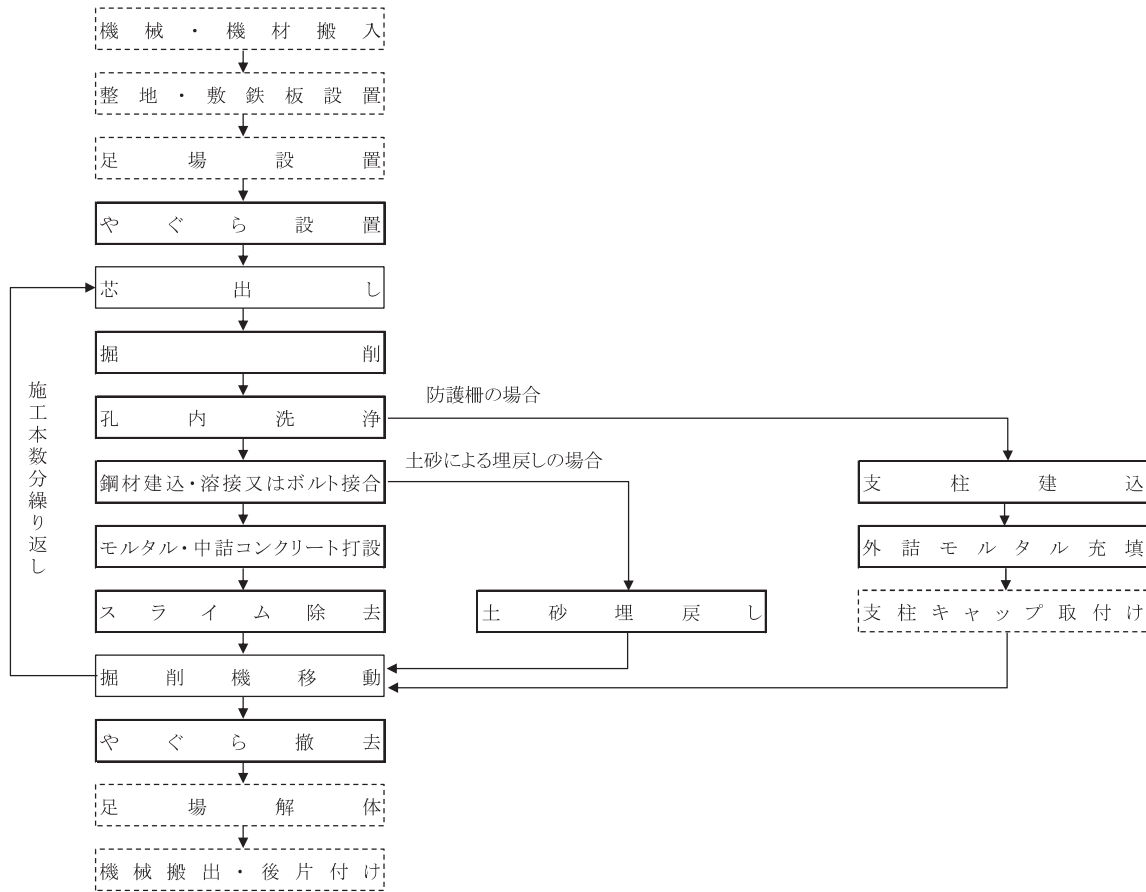 機械・機材搬入
整地・敷鉄板設置
足場設置
やぐら設置
芯出し
掘削
孔内洗浄
防護柵の場合
鋼材建込・溶接又はボルト接合
土砂による埋戻しの場合
支柱建込
モルタル・中詰コンクリート打設
外詰モルタル充填
スライム除去
土砂埋戻し
支柱キャップ取付け
掘削機移動
施工本数分繰り返し
やぐら撤去
足場解体
機械搬出・後片付け